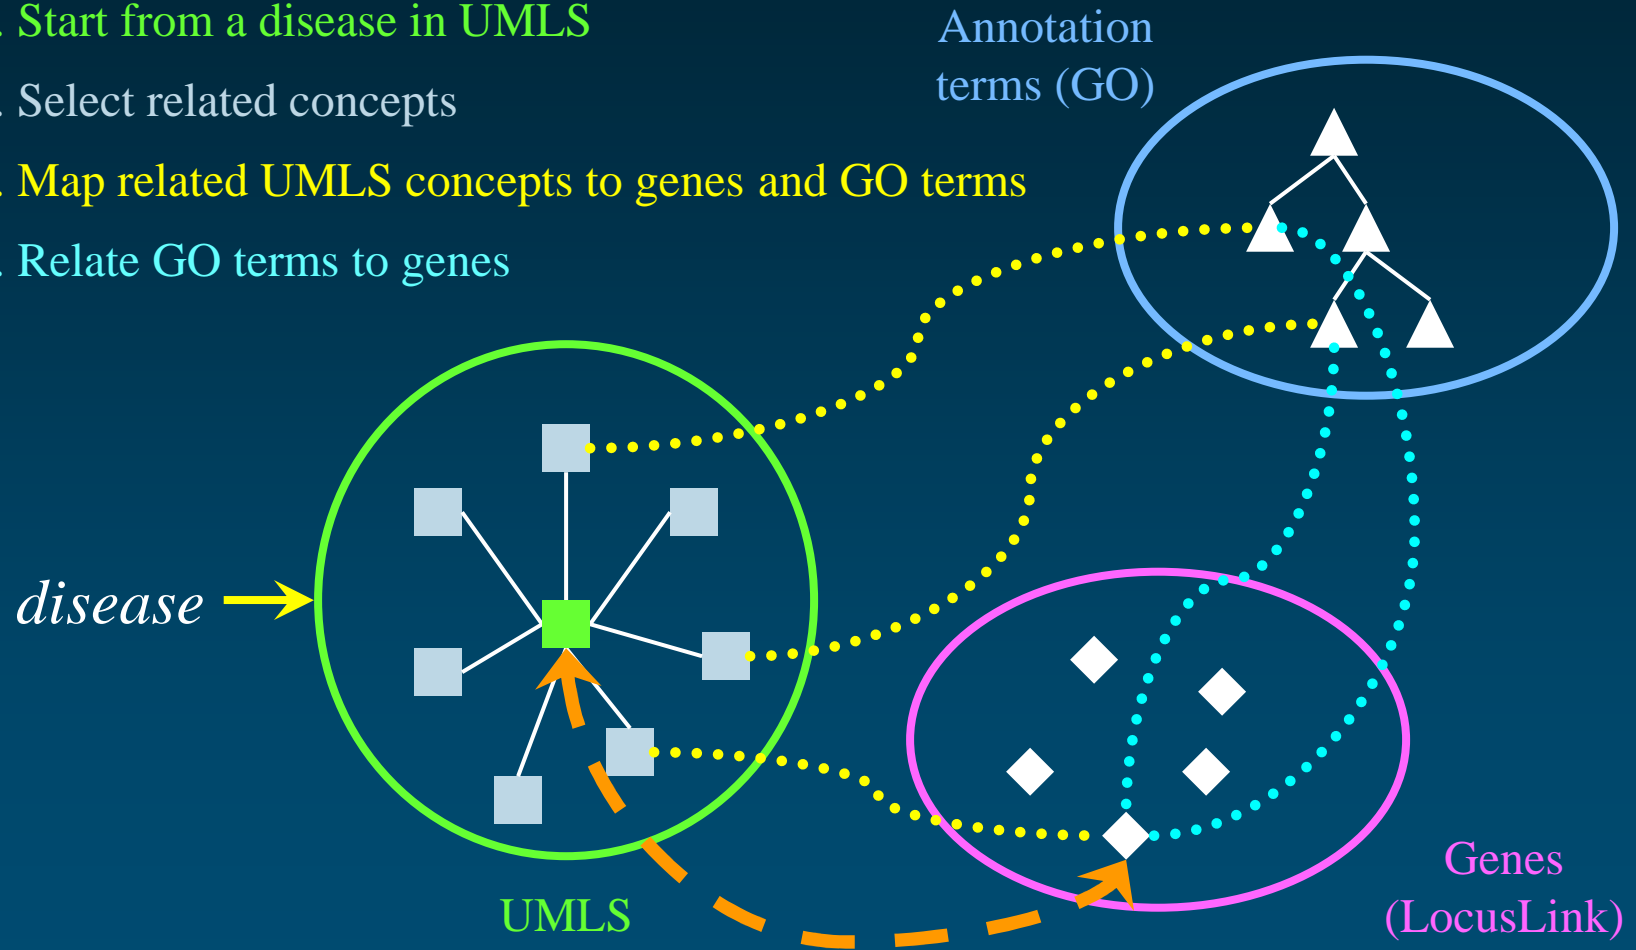 . Start from a disease in UMLS
. Select related concepts
. Map related UMLS concepts to genes and GO terms
. Relate GO terms to genes
Annotation
terms (GO)
disease
UMLS
Genes
(LocusLink)